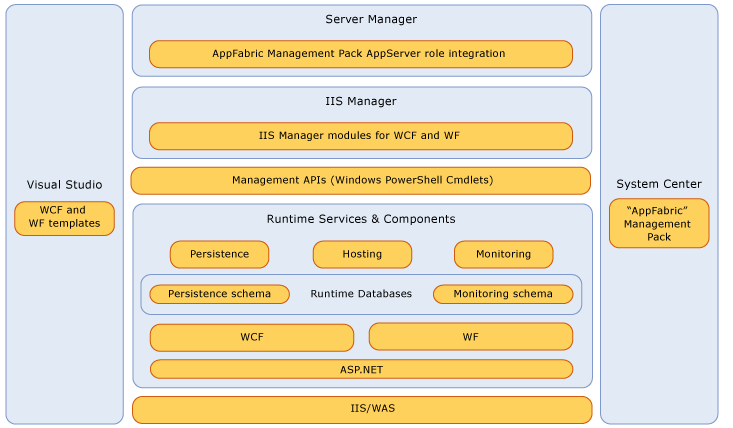 Server Manager
AppFabric Management Pack AppServer role integration
IIS Manager
IIS Manager modules for WCF and WF
Management APIs (Windows PowerShell Cmdlets)
Visual Studio
WCF and
WF templates
Runtime Services & Components
Persistence
Hosting
Monitoring
Persistence schema
Runtime Databases
Monitoring schema
WCF
WF
ASP.NET
IIS/WAS
System Center
“AppFabric”
Management
Pack